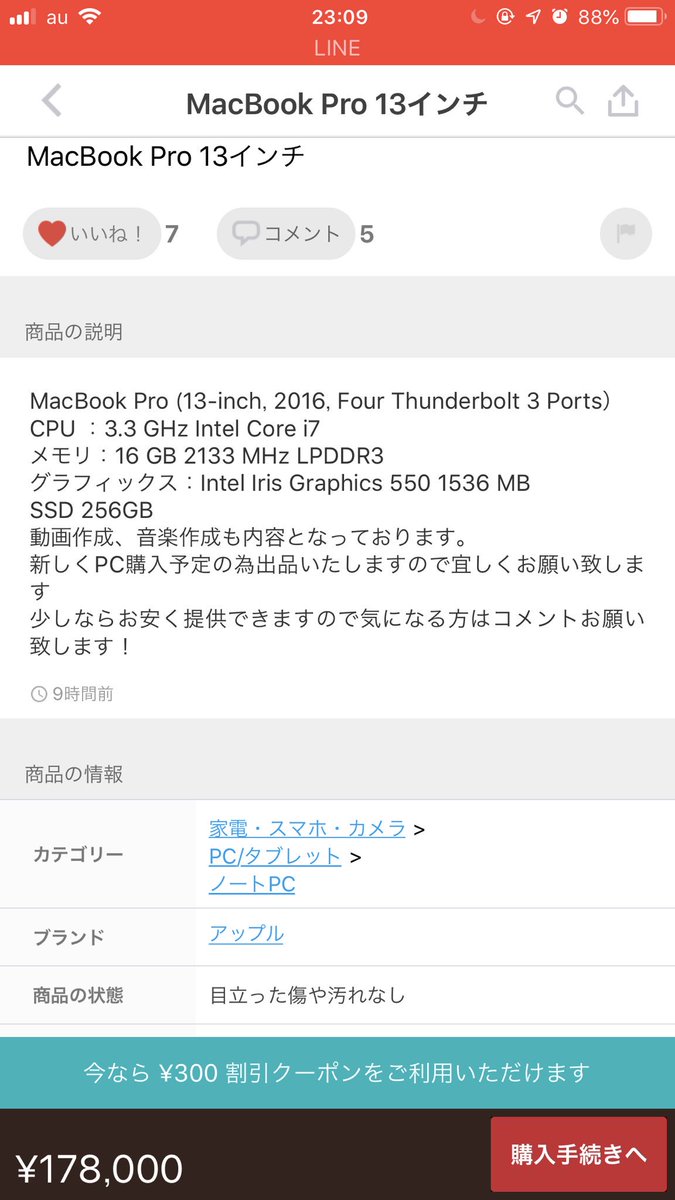 au 23:09 88%
LINE
MacBook Pro 13インチ
MacBook Pro 13インチ
いいね！ 7 コメント 5
商品の説明
MacBook Pro (13-inch, 2016, Four Thunderbolt 3 Ports）
CPU ：3.3 GHz Intel Core i7
メモリ：16 GB 2133 MHz LPDDR3
グラフィックス：Intel Iris Graphics 550 1536 MB
SSD 256GB
動画作成、音楽作成も内容となっております。
新しくPC購入予定の為出品いたしますので宜しくお願い致しま
す
少しならお安く提供できますので気になる方はコメントお願い
致します！
9時間前
商品の情報
カテゴリー
家電・スマホ・カメラ >
PC/タブレット >
ノートPC
ブランド アップル
商品の状態 目立った傷や汚れなし
今なら ¥300 割引クーポンをご利用いただけます
¥178,000 購入手続きへ